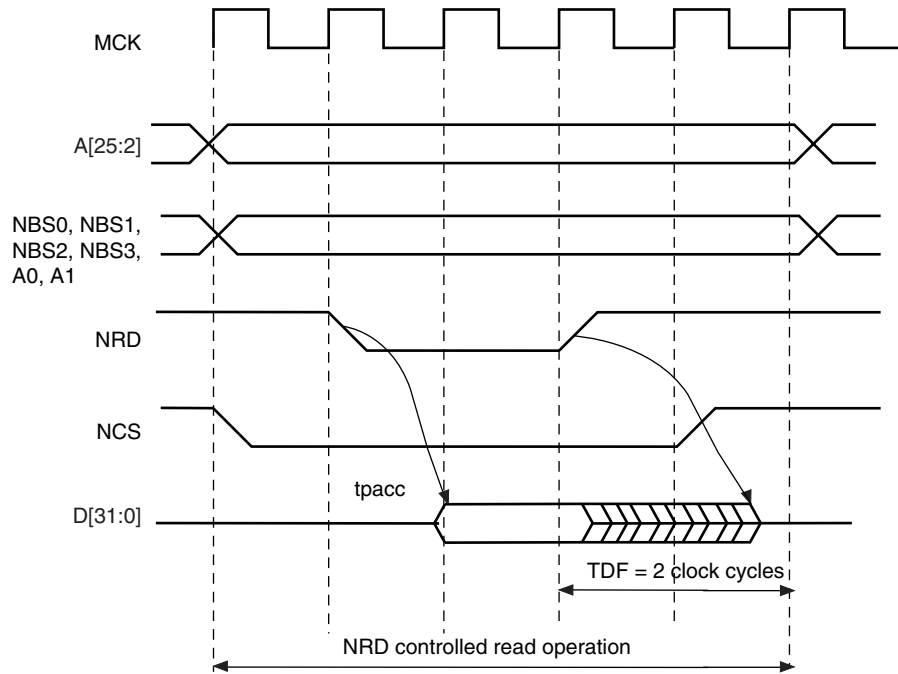 MCK
A[25:2]
NBS0, NBS1,
NBS2, NBS3,
A0, A1
NRD
NCS
tpacc
D[31:0]
TDF = 2 clock cycles
NRD controlled read operation